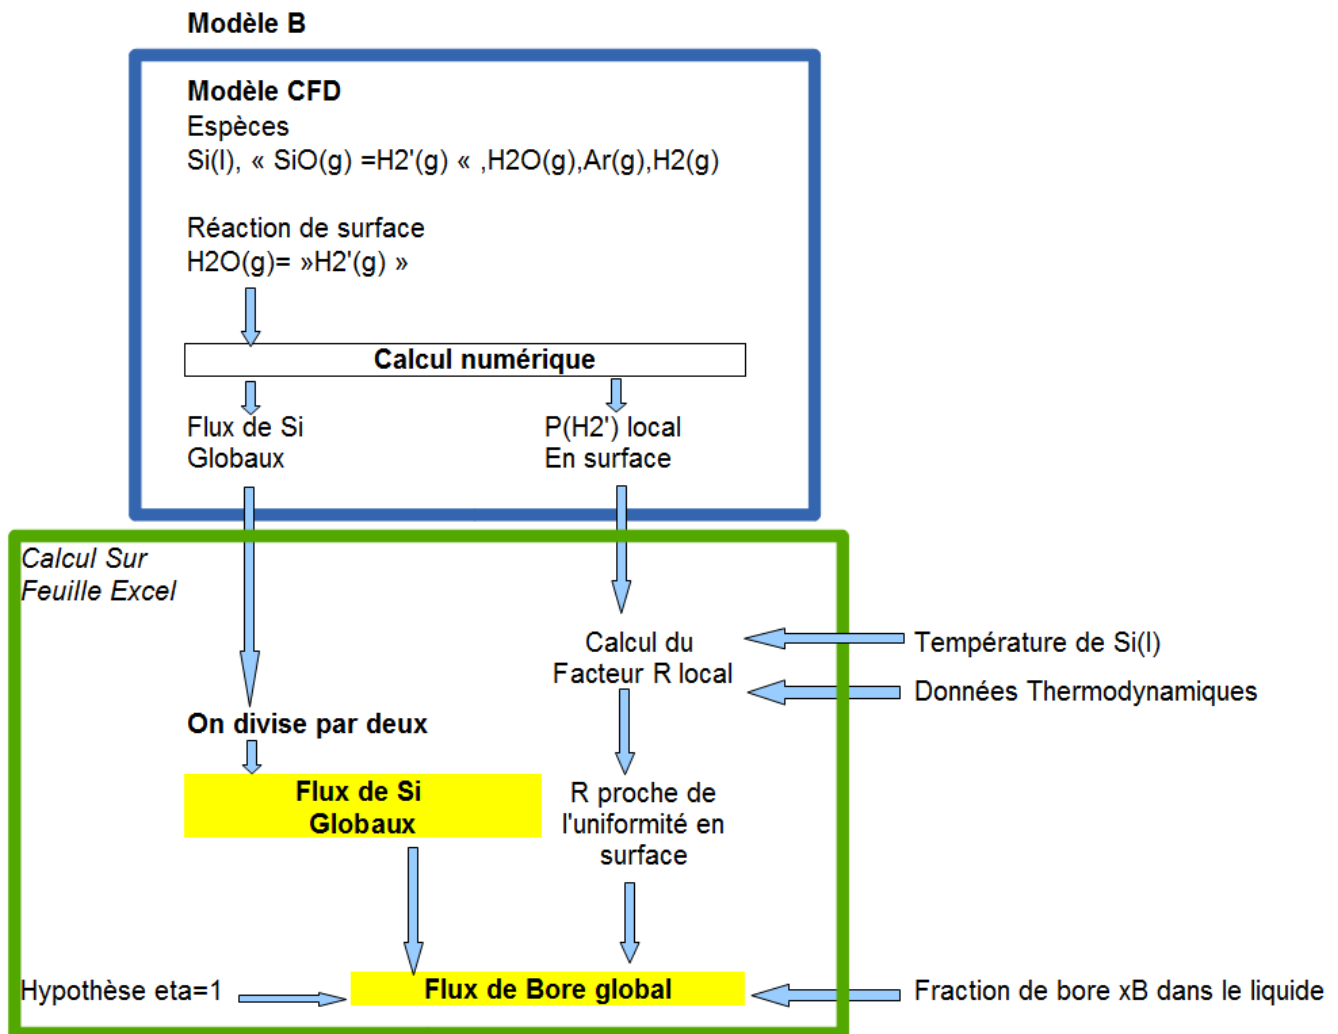 Modèle B
Modèle CFD
Espèces
Si(l), « SiO(g) =H2'(g) « ,H2O(g),Ar(g),H2(g)
Réaction de surface
H2O(g)= »H2'(g) »
Calcul numérique
Flux de Si
Globaux
P(H2') local
En surface
Calcul Sur
Feuille Excel
Calcul du
Facteur R local
Température de Si(l)
Données Thermodynamiques
On divise par deux
Flux de Si
Globaux
R proche de
l'uniformité en
surface
Hypothèse eta=1
Flux de Bore global
Fraction de bore xB dans le liquide